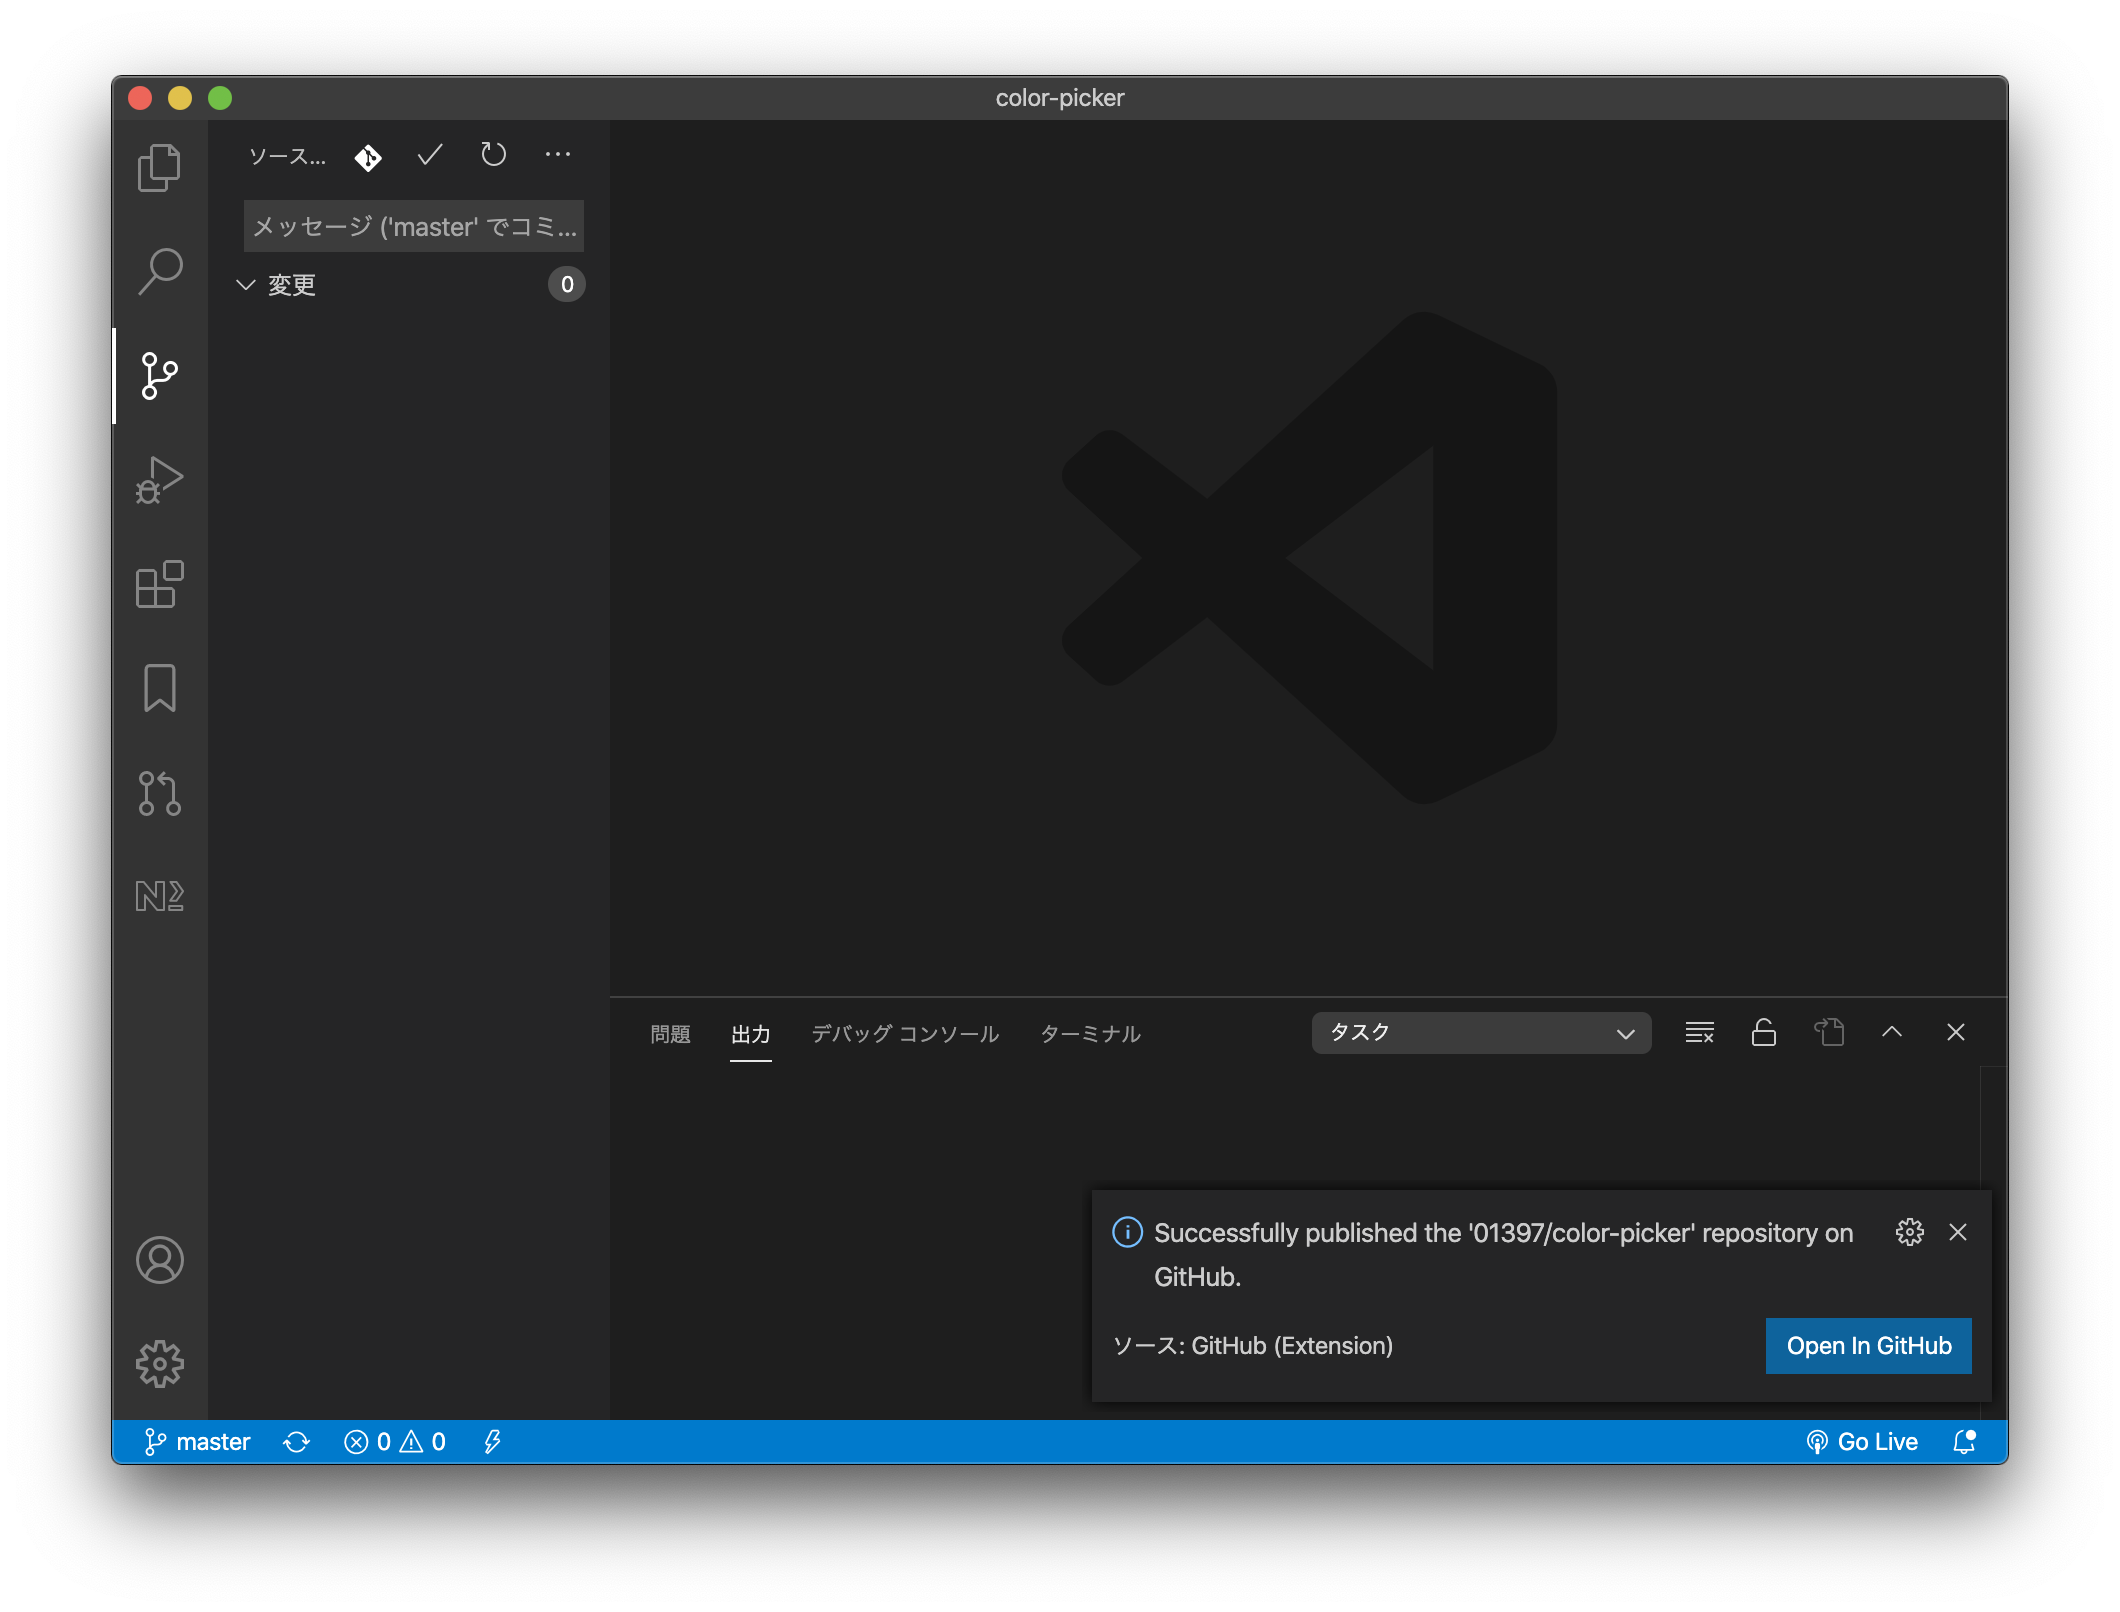 color-picker
ソース...
メッセージ ('master' でコミ...
変更
0
問題 出力 デバッグ コンソール ターミナル タスク
Successfully published the '01397/color-picker' repository on
GitHub.
ソース: GitHub (Extension)
Open In GitHub
master 0 0 Go Live